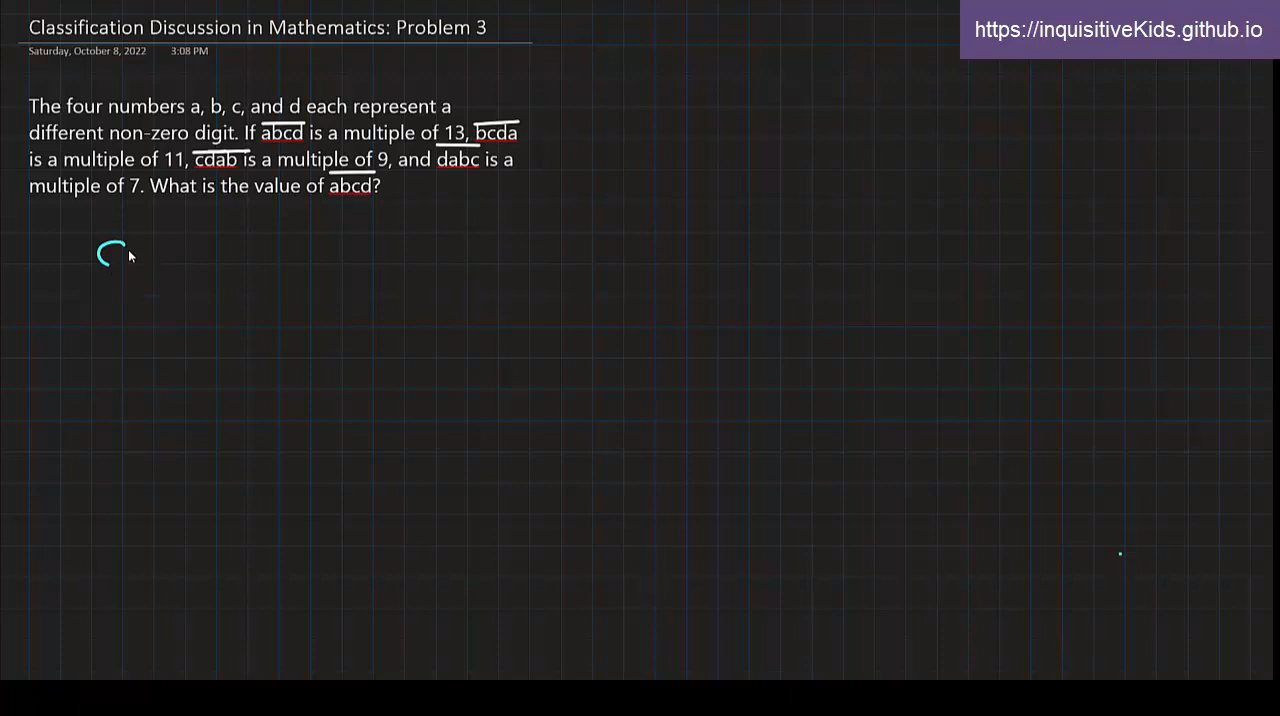 Classification Discussion in Mathematics: Problem 3
https://inquisitiveKids.github.io
Saturday, October 8, 2022 3:08 PM
The four numbers a, b, c, and d each represent a
different non-zero digit. If abcd is a multiple of 13, bcda
is a multiple of 11, cdab is a multiple of 9, and dabc is a
multiple of 7. What is the value of abcd?